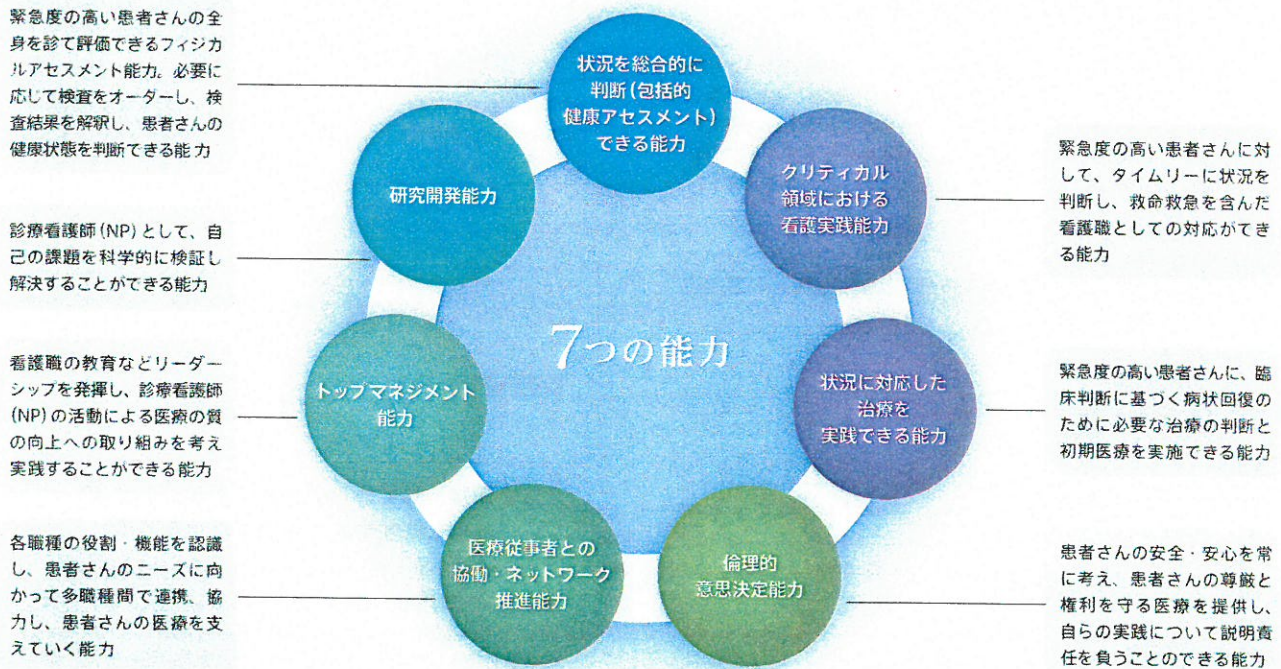 緊急度の高い患者さんの全
身を診て評価できるフィジカ
ルアセスメント能力。必要に
応じて検査をオーダーし、検
査結果を解釈し、患者さんの
健康状態を判断できる能力
状況を総合的に
判断(包括的
健康アセスメント)
できる能力
研究開発能力
クリティカル
領域における
看護実践能力
緊急度の高い患者さんに対
して、タイムリーに状況を
判断し、救命救急を含んだ
看護職としての対応ができ
る能力
診療看護師(NP)として、自
己の課題を科学的に検証し
解決することができる能力
7つの能力
看護職の教育などリーダー
シップを発揮し、診療看護師
(NP)の活動による医療の質
の向上への取り組みを考え
実践することができる能力
トップマネジメント
能力
状況に対応した
治療を
実践できる能力
緊急度の高い患者さんに、臨
床判断に基づく病状回復の
ために必要な治療の判断と
初期医療を実施できる能力
各職種の役割・機能を認識
し、患者さんのニーズに向
かって多職種間で連携、協
力し、患者さんの医療を支
えていく能力
医療従事者との
協働・ネットワーク
推進能力
倫理的
意思決定能力
患者さんの安全・安心を常
に考え、患者さんの尊厳と
権利を守る医療を提供し、
自らの実践について説明責
任を負うことのできる能力